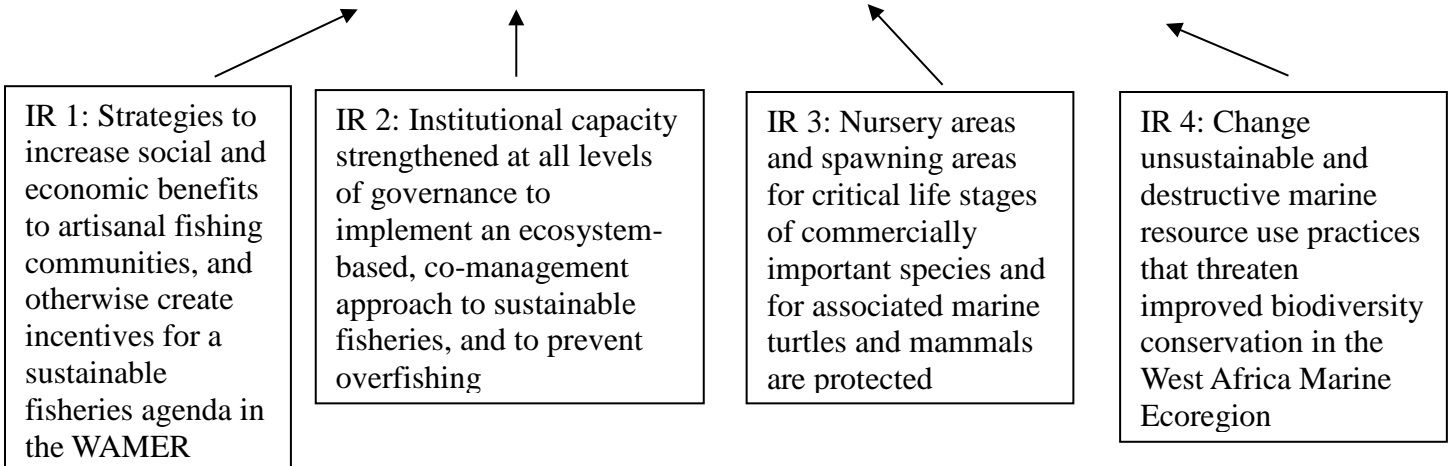 IR 1: Strategies to
increase social and
economic benefits
to artisanal fishing
communities, and
otherwise create
incentives for a
sustainable
fisheries agenda in
the WAMER
IR 2: Institutional capacity
strengthened at all levels
of governance to
implement an ecosystem-
based, co-management
approach to sustainable
fisheries, and to prevent
overfishing
IR 3: Nursery areas
and spawning areas
for critical life stages
of commercially
important species and
for associated marine
turtles and mammals
are protected
IR 4: Change
unsustainable and
destructive marine
resource use practices
that threaten
improved biodiversity
conservation in the
West Africa Marine
Ecoregion